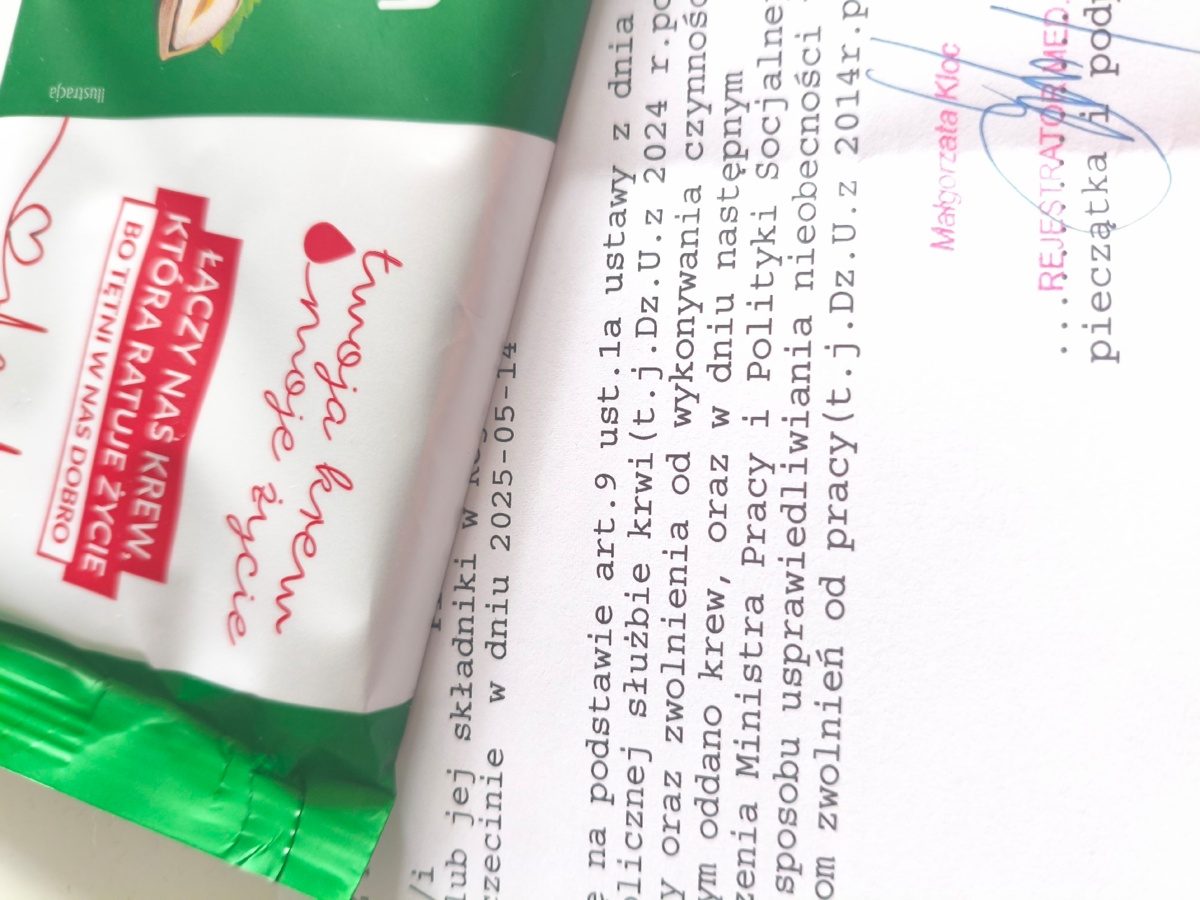 Ilustracja
twoja krew
moje życie
ŁĄCZY NAS KREW,
KTÓRA RATUJE ŻYCIE
BO TĘTNI W NAS DOBRO
/i
lub jej składniki w
czecinie w dniu 2025-05-14
na podstawie art.9 ust.1a ustawy z dnia
licznej służbie krwi(t.j.Dz.U.z 2024 r.po
y oraz zwolnienia od wykonywania czynnośc
ym oddano krew, oraz w dniu następnym
zenia Ministra Pracy i Polityki Socjalne
sposobu usprawiedliwiania nieobecności
om zwolnień od pracy(t.j.Dz.U.z 2014r.p
Małgorzata Kloc
REJESTRATOR MED.
pieczątka i podp